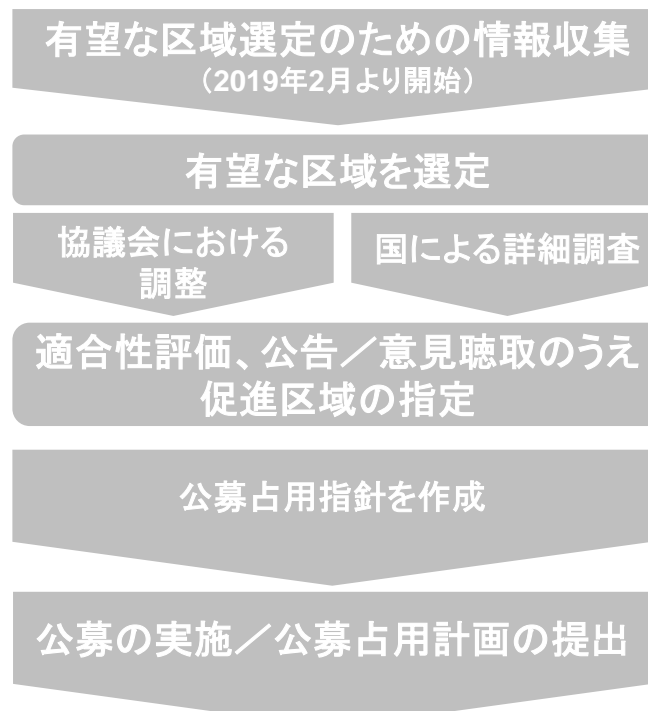 有望な区域選定のための情報収集
（2019年2月より開始）
有望な区域を選定
協議会における
調整
国による詳細調査
適合性評価、公告／意見聴取のうえ
促進区域の指定
公募占用指針を作成
公募の実施／公募占用計画の提出